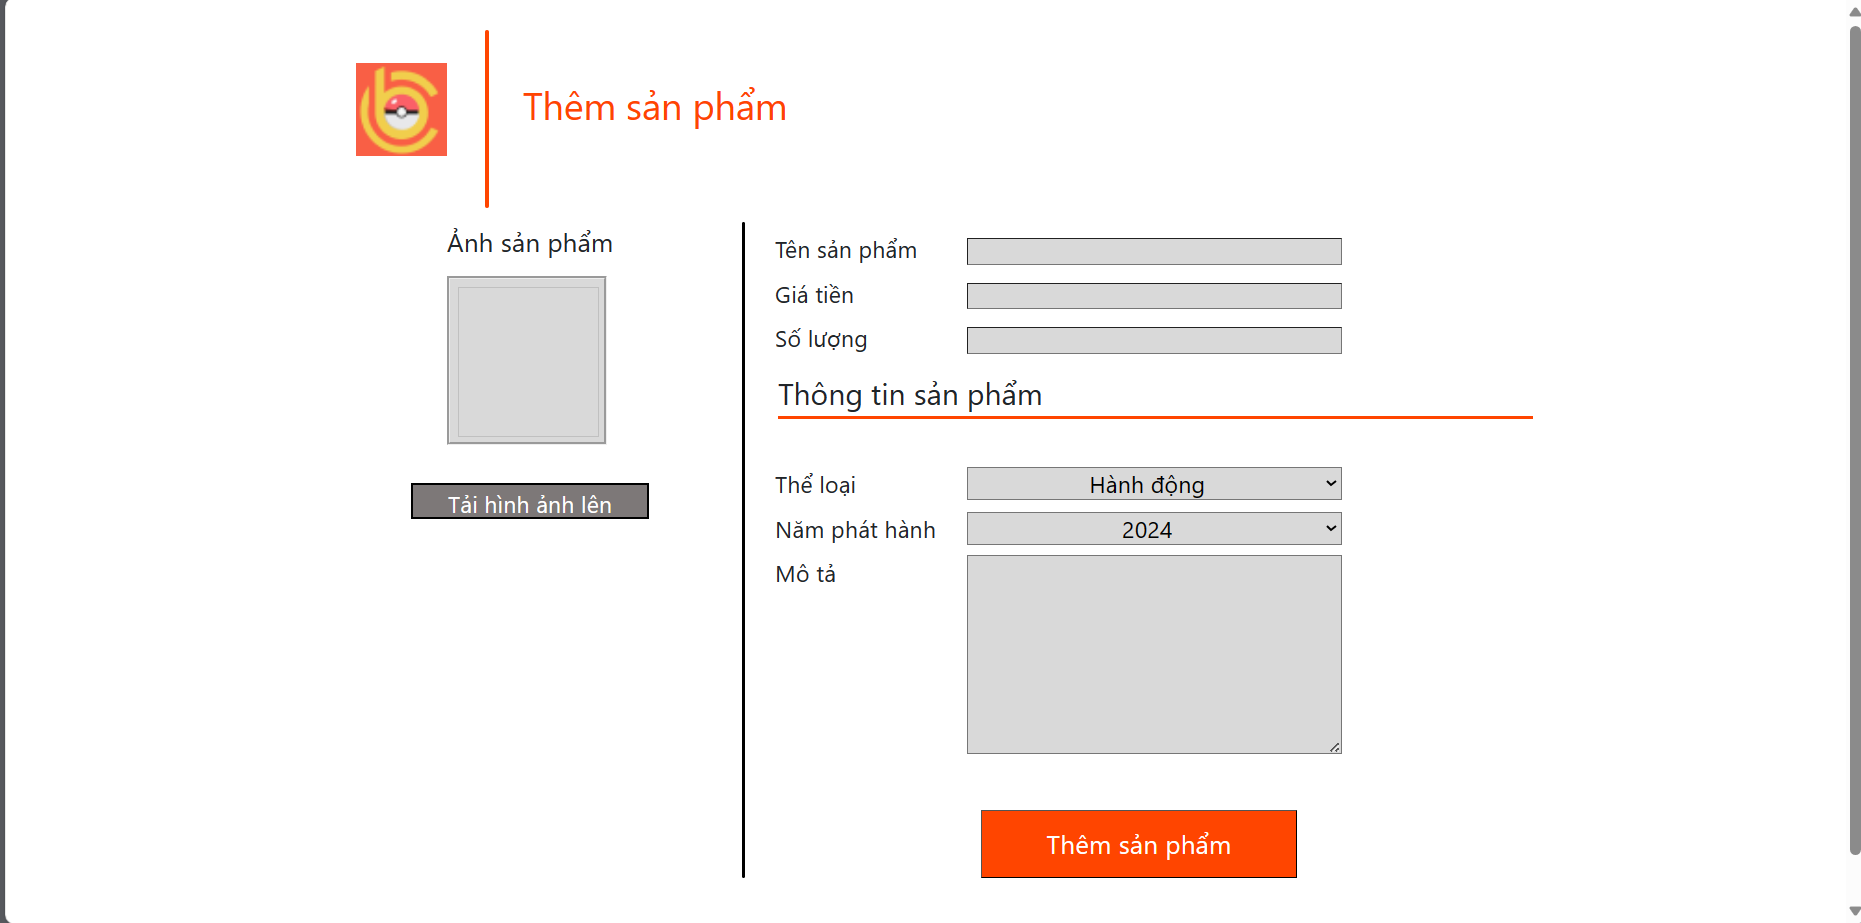 Thêm sản phẩm
Ảnh sản phẩm
Tải hình ảnh lên
Tên sản phẩm
Giá tiền
Số lượng
Thông tin sản phẩm
Thể loại Hành động
Năm phát hành 2024
Mô tả
Thêm sản phẩm